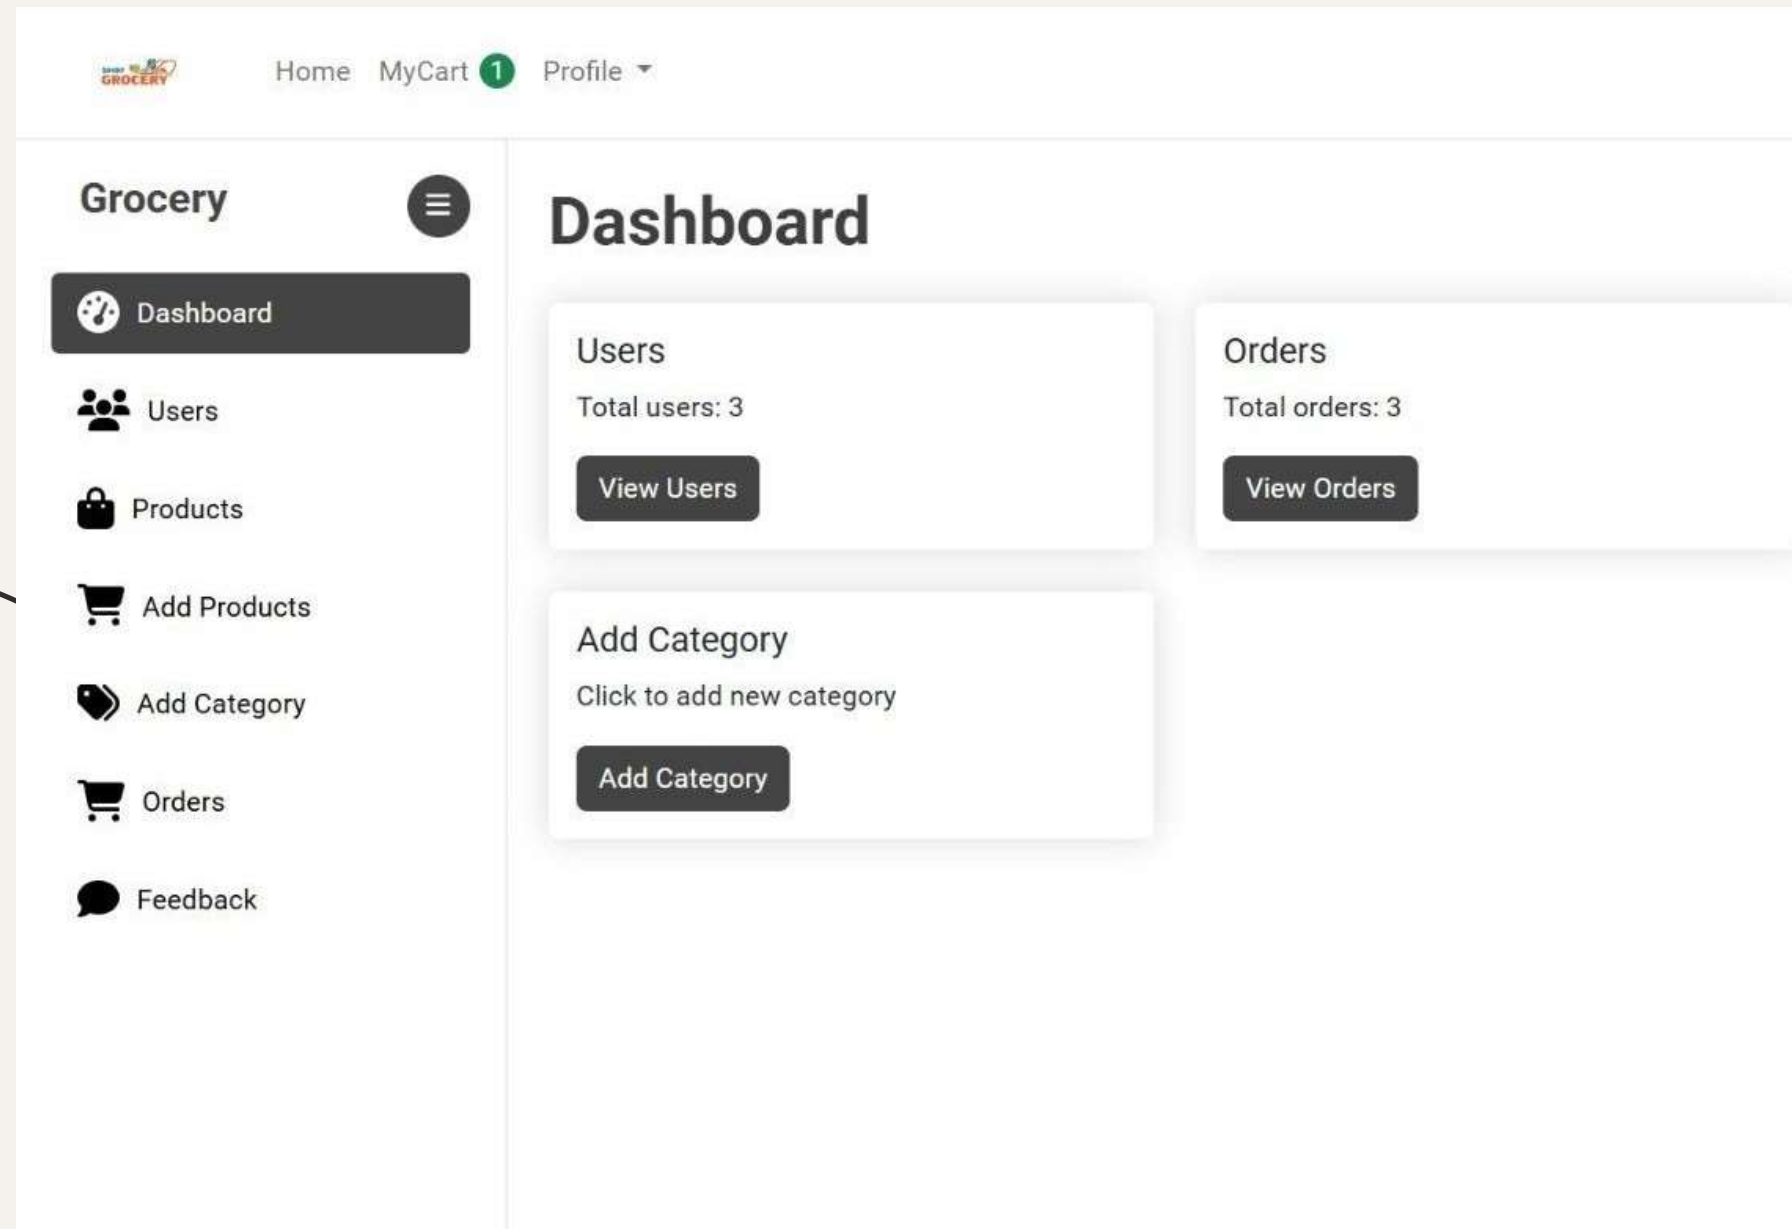 GROCERY
Home MyCart 1 Profile
Grocery
Dashboard
Users
Products
Add Products
Add Category
Orders
Feedback
Dashboard
Users
Total users: 3
View Users
Orders
Total orders: 3
View Orders
Add Category
Click to add new category
Add Category